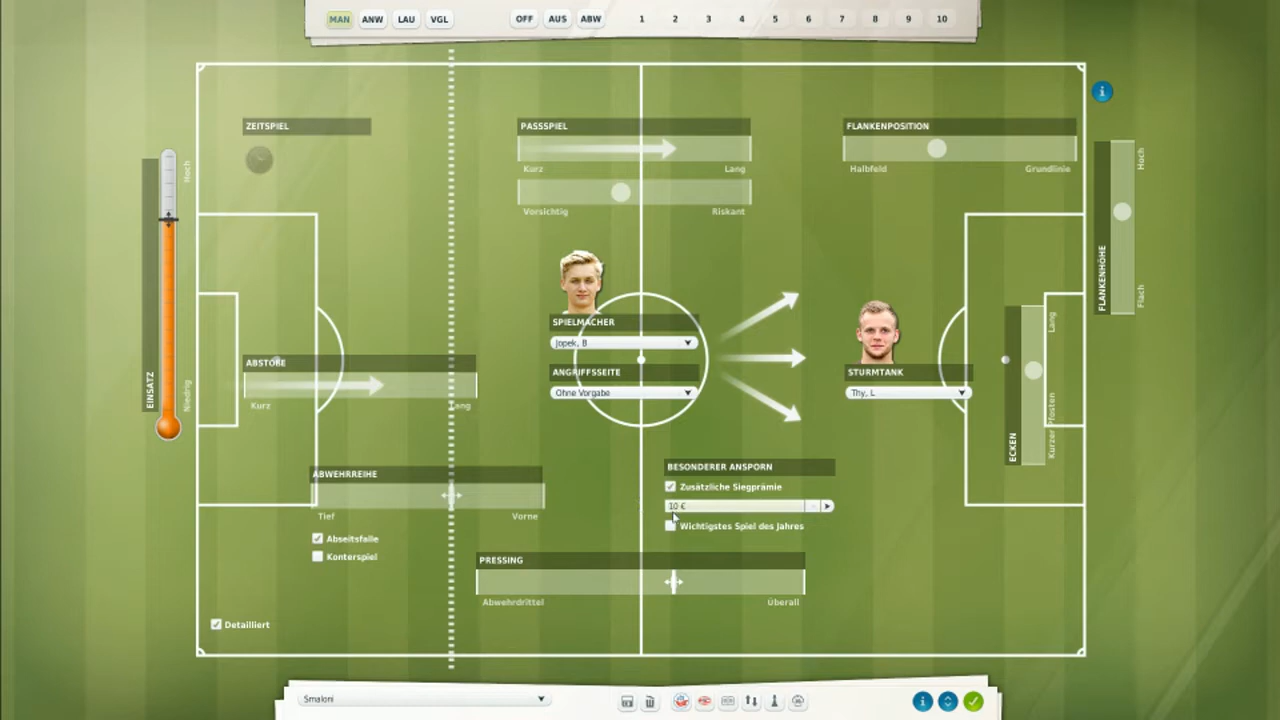 MAN ANW LAU VGL OFF AUS ABW 1 2 3 4 5 6 7 8 9 10
ZEITSPIEL
PASSSPIEL
Kurz Lang
Vorsichtig Riskant
FLANKENPOSITION
Halbfeld Grundlinie
EINSATZ
Hoch
Niedrig
FLANKENHÖHE
Hoch
Flach
SPIELMACHER
Jopek, B
ANGRIFFSSEITE
Ohne Vorgabe
STURMTANK
Thy, L
ABSTÖßE
Kurz Lang
ECKEN
Lang
Kurzer Pfosten
ABWEHRREIHE
Tief Vorne
Abseitsfalle
Konterspiel
BESONDERER ANSPORN
Zusätzliche Siegprämie
10 €
Wichtigstes Spiel des Jahres
PRESSING
Abwehrdrittel Überall
Detailliert
Smaloni